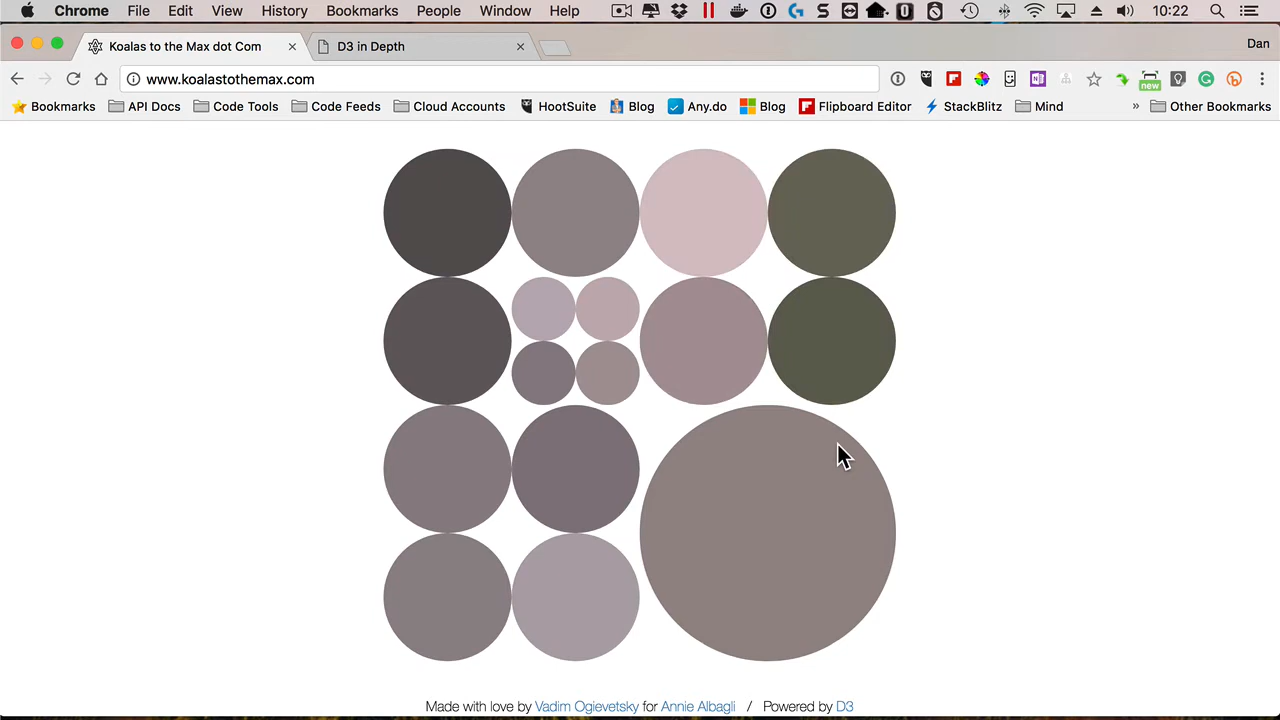 Chrome File Edit View History Bookmarks People Window Help 10:22
Koalas to the Max dot Com D3 in Depth Dan
www.koalastothemax.com new
Bookmarks API Docs Code Tools Code Feeds Cloud Accounts HootSuite Blog Any.do Blog Flipboard Editor StackBlitz Mind » Other Bookmarks
Made with love by Vadim Ogievetsky for Annie Albagli / Powered by D3